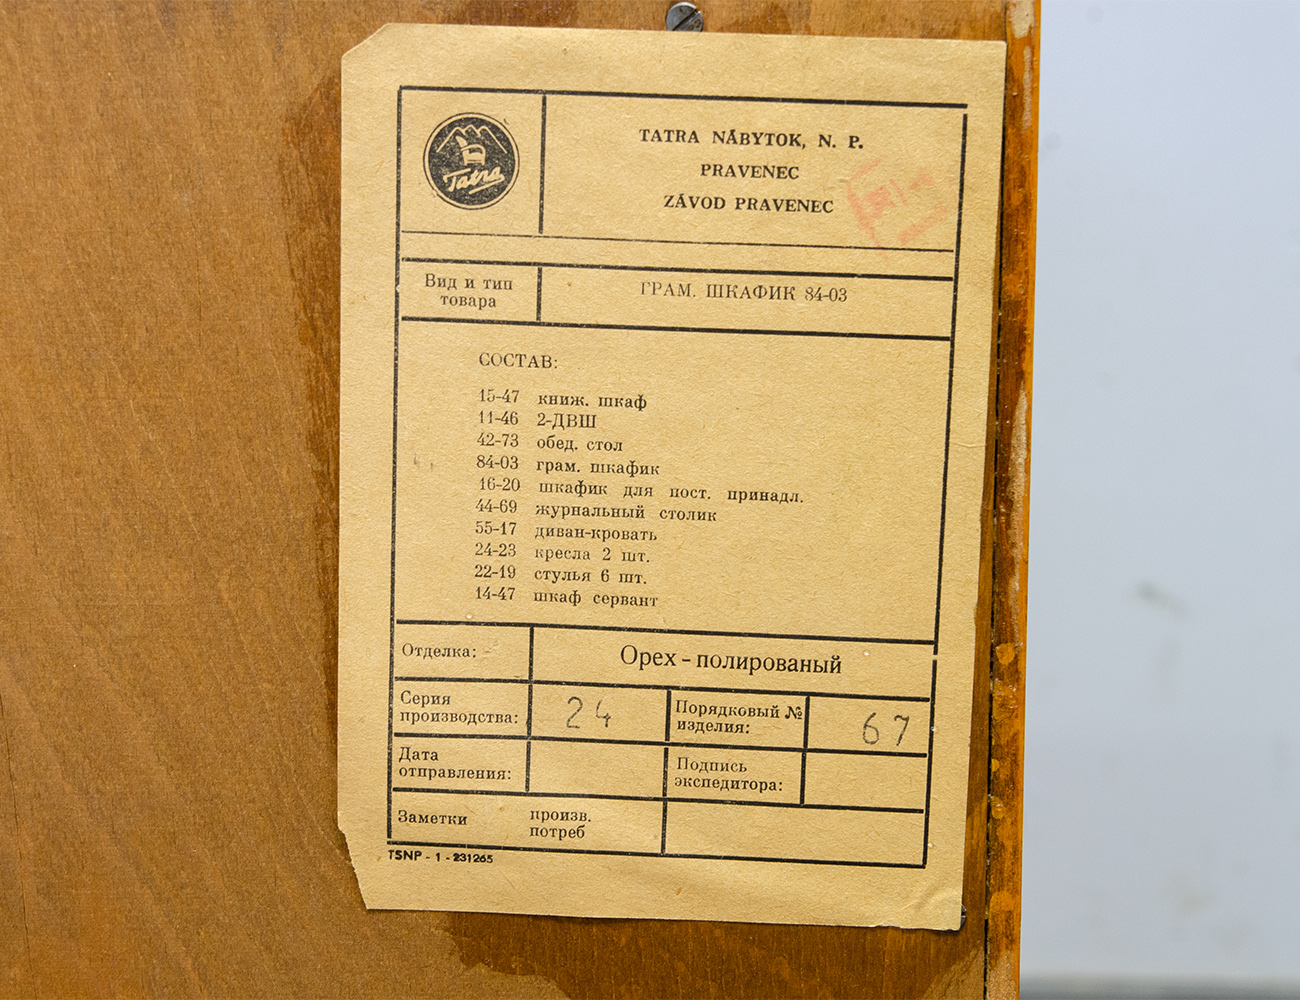 Tatra
TATRA NÁBYTOK, N. P.
PRAVENEC
ZÁVOD PRAVENEC
Вид и тип
товара
ГРАМ. ШКАФИК 84-03
СОСТАВ:
15-47 книж. шкаф
11-46 2-ДВШ
42-73 обед. стол
84-03 грам. шкафик
16-20 шкафик для пост. принадл.
44-69 журнальный столик
55-17 диван-кровать
24-23 кресла 2 шт.
22-19 стулья 6 шт.
14-47 шкаф сервант
Отделка: Орех - полированый
Серия
производства: 24
Порядковый №
изделия: 67
Дата
отправления:
Подпись
экспедитора:
Заметки произв.
потреб
TSNP - 1 - 231265